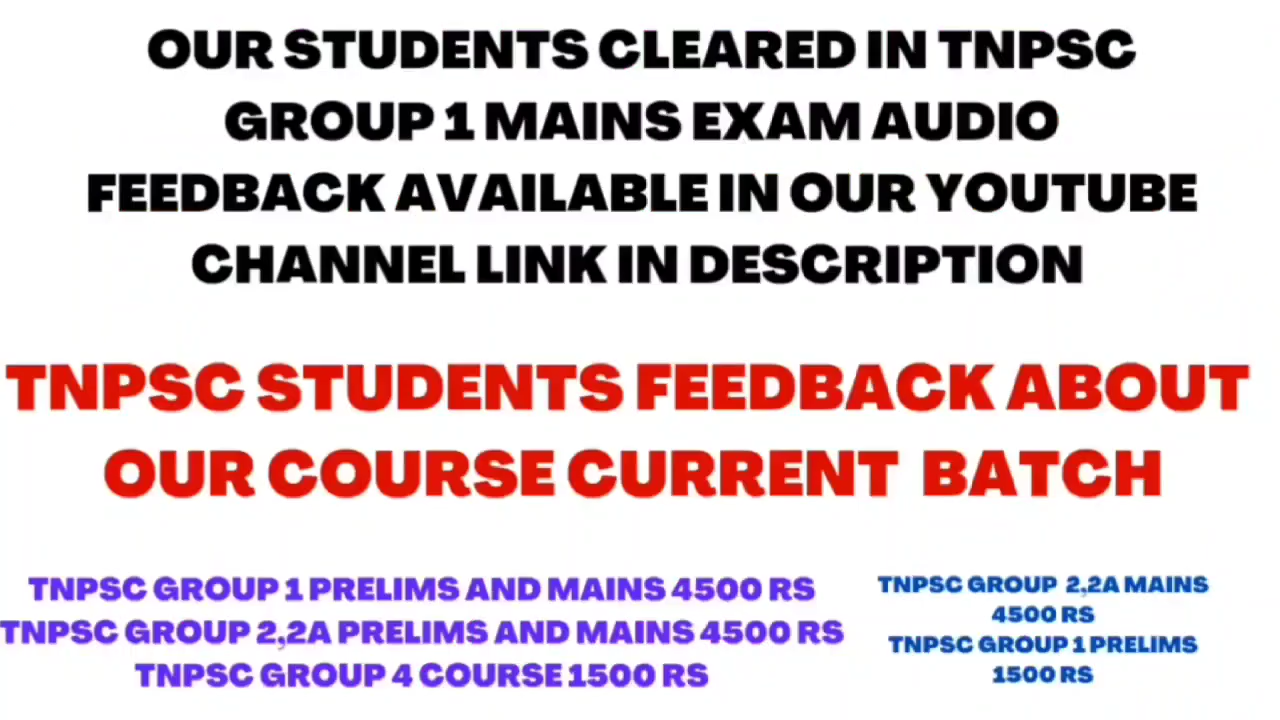 OUR STUDENTS CLEARED IN TNPSC
GROUP 1 MAINS EXAM AUDIO
FEEDBACK AVAILABLE IN OUR YOUTUBE
CHANNEL LINK IN DESCRIPTION
TNPSC STUDENTS FEEDBACK ABOUT
OUR COURSE CURRENT BATCH
TNPSC GROUP 1 PRELIMS AND MAINS 4500 RS
TNPSC GROUP 2,2A PRELIMS AND MAINS 4500 RS
TNPSC GROUP 4 COURSE 1500 RS
TNPSC GROUP 2,2A MAINS
4500 RS
TNPSC GROUP 1 PRELIMS
1500 RS